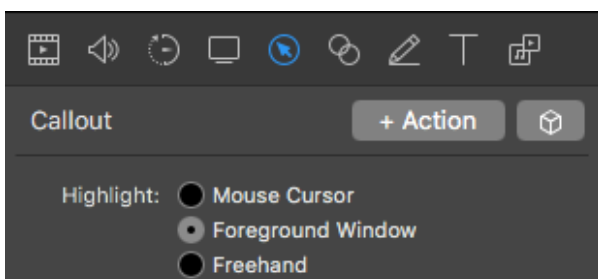 Callout + Action
Highlight: Mouse Cursor
Foreground Window
Freehand